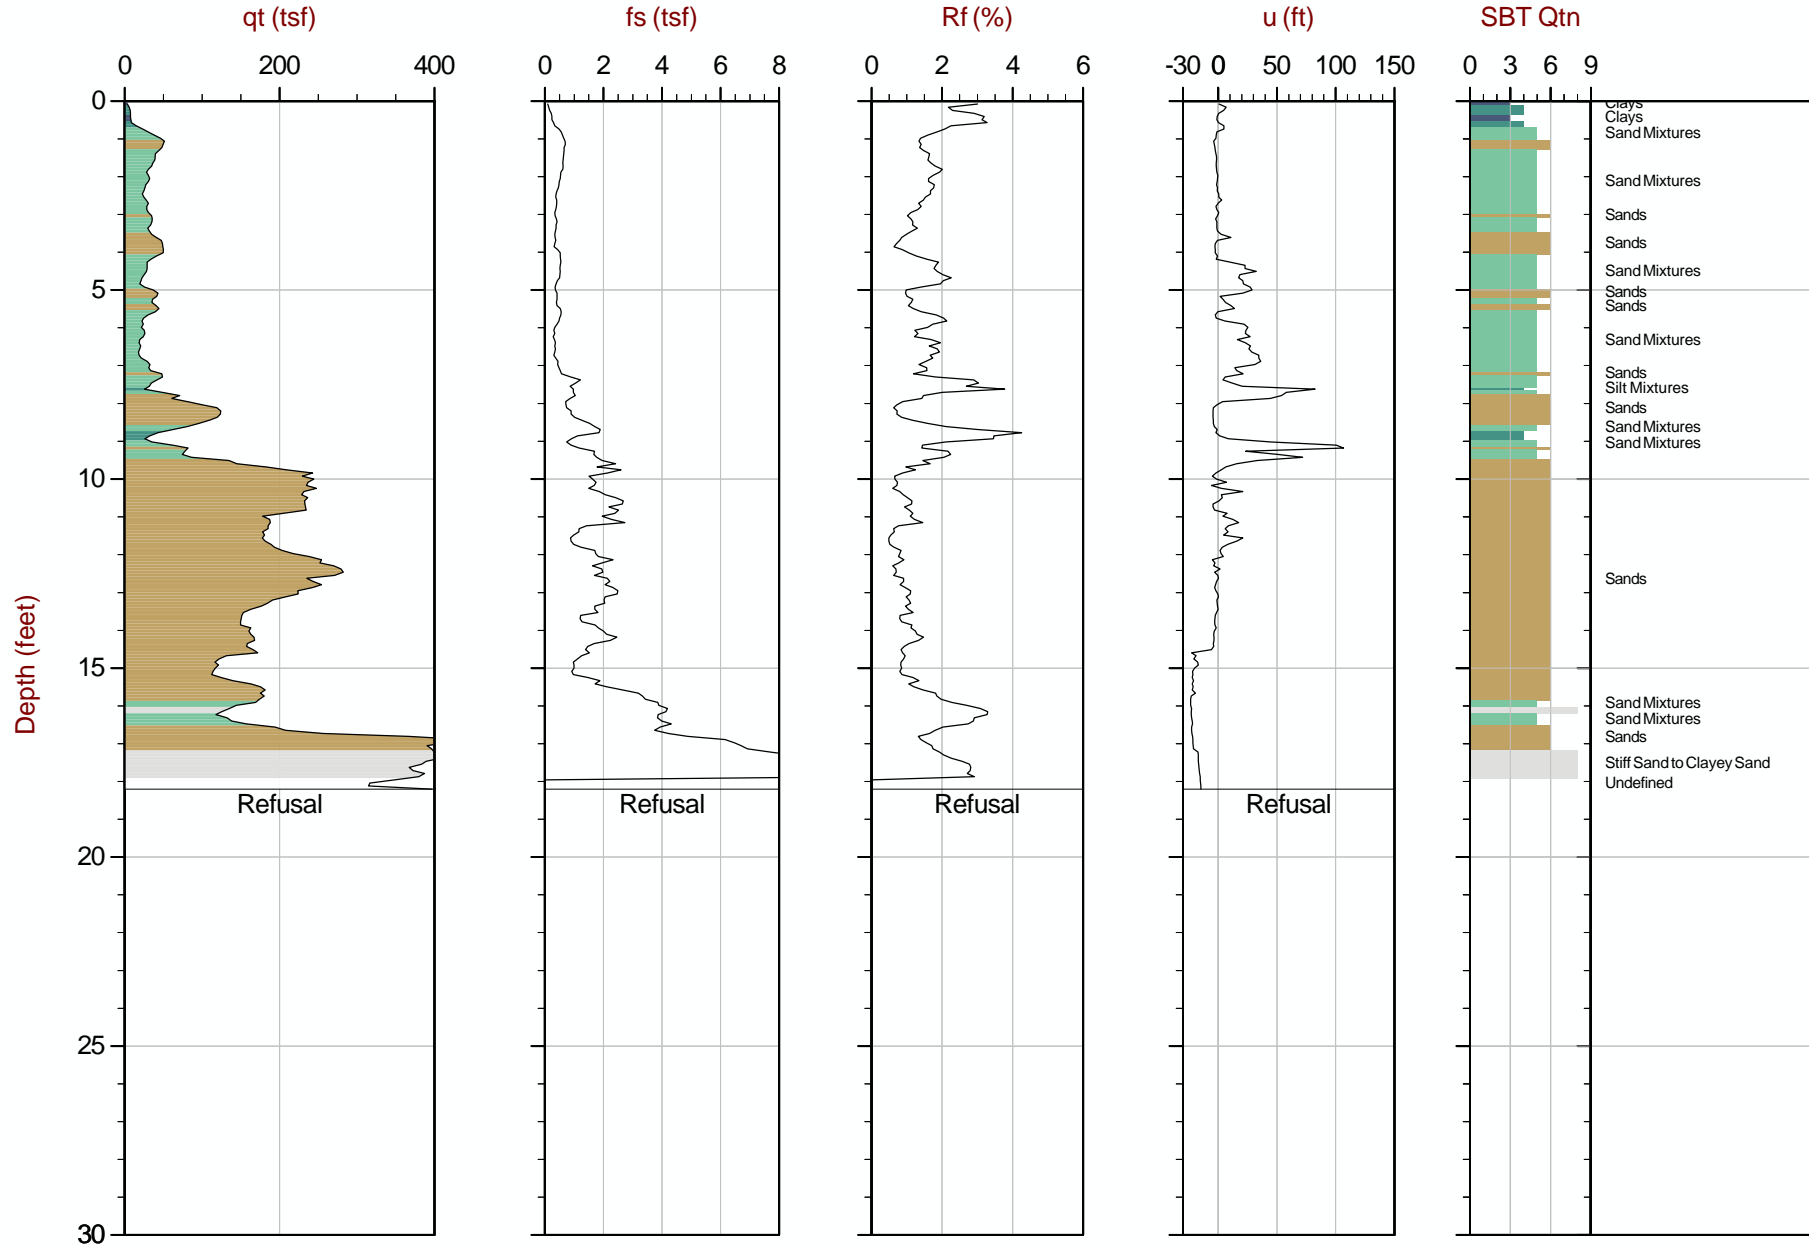 qt (tsf) fs (tsf) Rf (%) u (ft) SBT Qtn
0 200 400 0 2 4 6 8 0 2 4 6 -30 0 50 100 150 0 3 6 9
0
5
10
15
20
25
30
Depth (feet)
Clays
Clays
Sand Mixtures
Sand Mixtures
Sands
Sands
Sand Mixtures
Sands
Sands
Sand Mixtures
Sands
Silt Mixtures
Sands
Sand Mixtures
Sand Mixtures
Sands
Sand Mixtures
Sand Mixtures
Sands
Stiff Sand to Clayey Sand
Undefined
Refusal Refusal Refusal Refusal